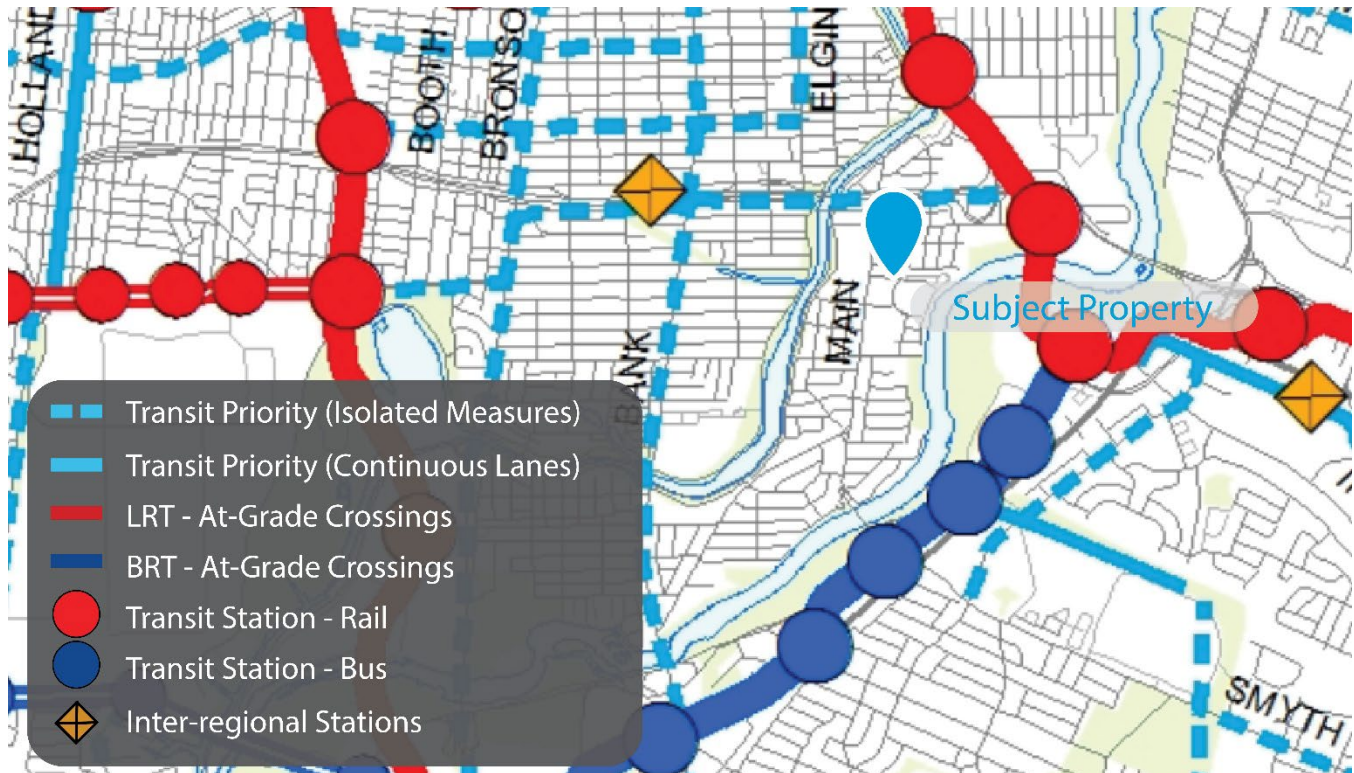 HOLLAND
BOOTH
BRONSO
ELGIN
MAIN
Subject Property
BANK
Transit Priority (Isolated Measures)
Transit Priority (Continuous Lanes)
LRT - At-Grade Crossings
BRT - At-Grade Crossings
Transit Station - Rail
Transit Station - Bus
Inter-regional Stations
SMYTH